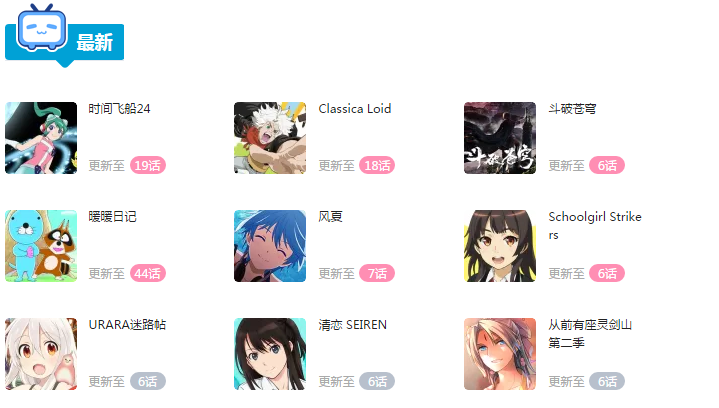 最新
时间飞船24
更新至 19话
Classica Loid
更新至 18话
斗破苍穹
斗破苍穹
更新至 6话
暖暖日记
更新至 44话
风夏
更新至 7话
Schoolgirl Strike
rs
更新至 6话
URARA迷路帖
更新至 6话
清恋 SEIREN
更新至 6话
从前有座灵剑山
第二季
更新至 6话